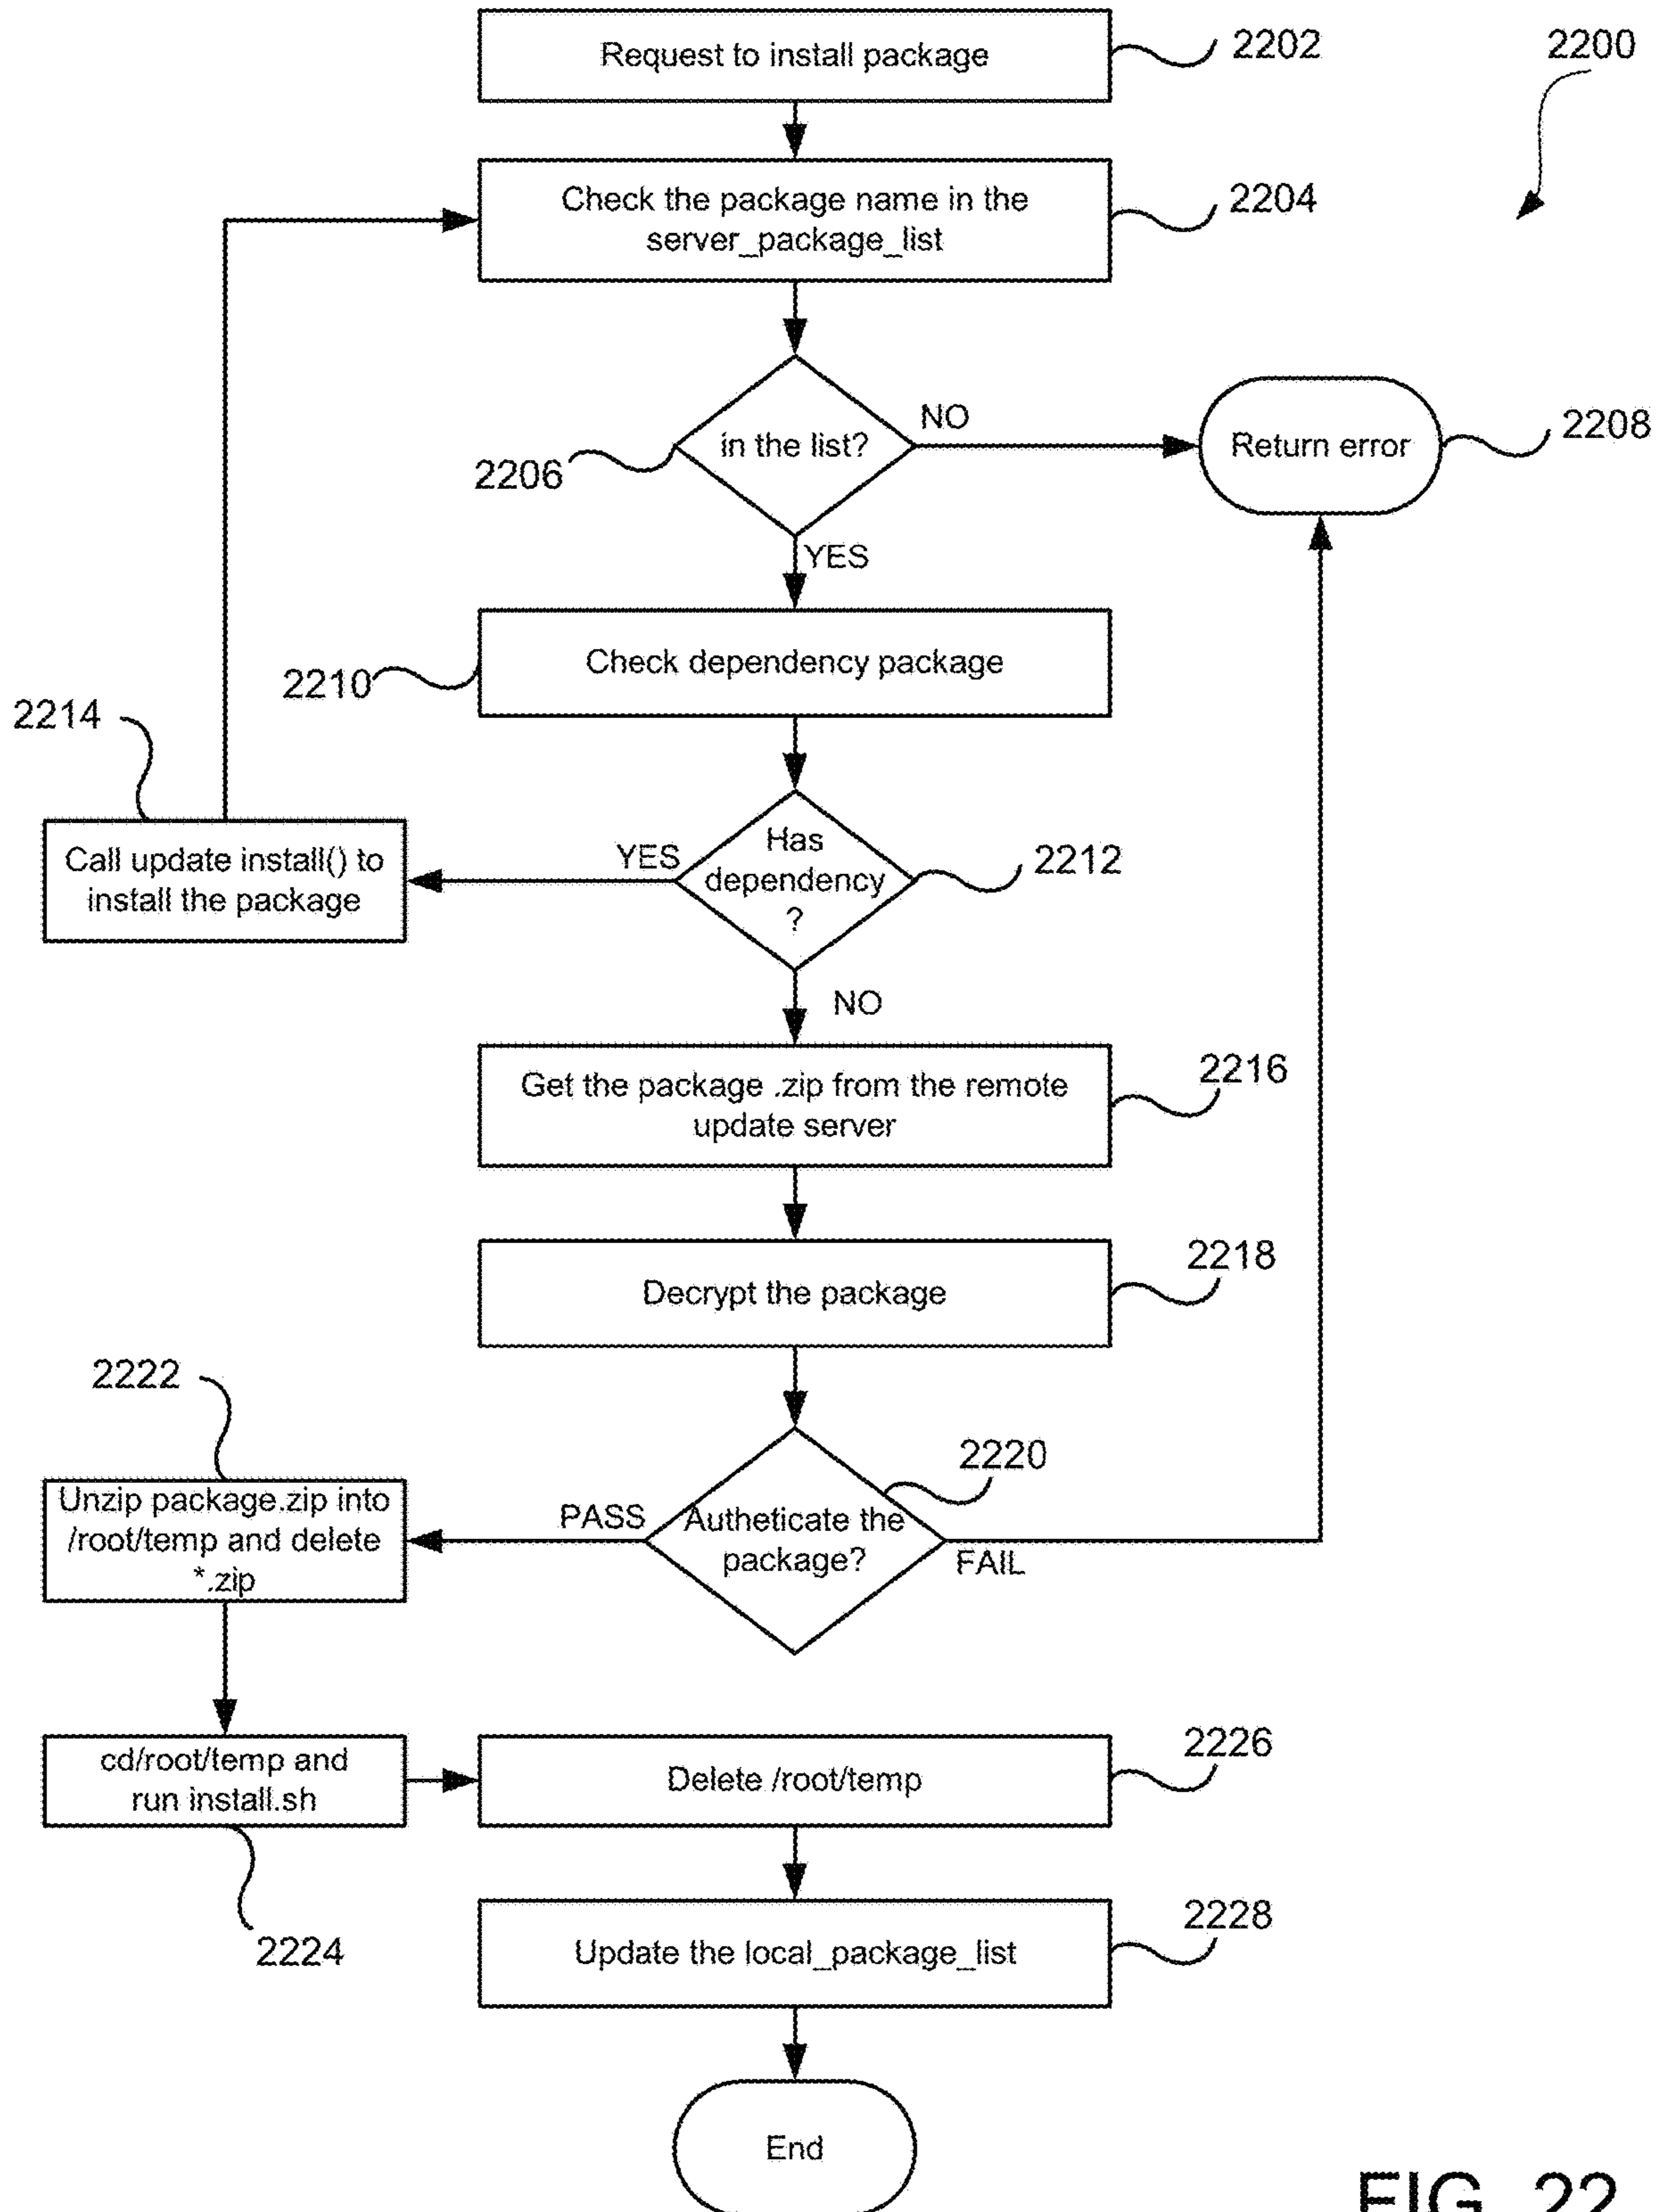 Request to install package
2202
2200
Check the package name in the
server_package_list
2204
in the list?
2206
NO
Return error
2208
YES
Check dependency package
2210
2214
Call update install() to
install the package
YES
Has
dependency
?
2212
NO
Get the package .zip from the remote
update server
2216
Decrypt the package
2218
2222
Unzip package.zip into
/root/temp and delete
*.zip
PASS
Autheticate the
package?
2220
FAIL
cd/root/temp and
run install.sh
2224
Delete /root/temp
2226
Update the local_package_list
2228
End
FIG. 22